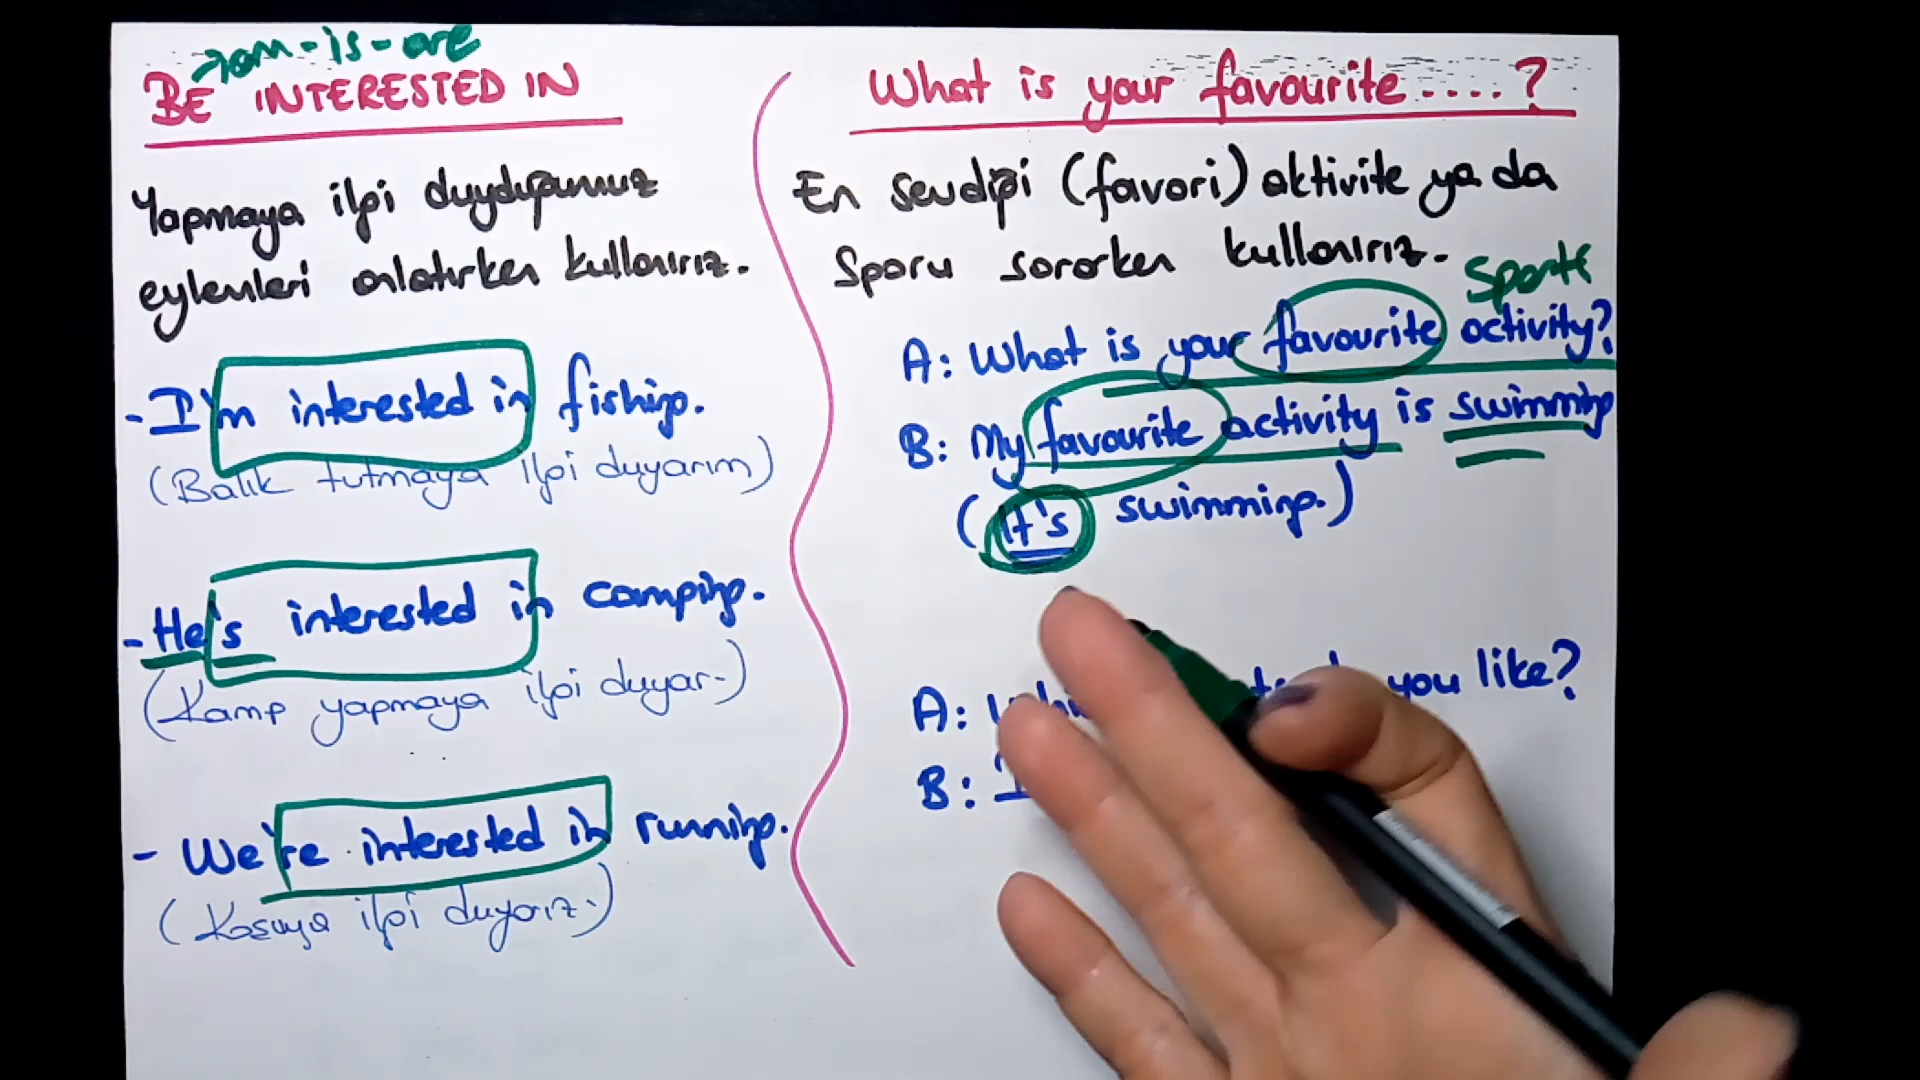 →am-is-are
BE INTERESTED IN
Yapmaya ilgi duyduğumuz
eylemleri anlatırken kullanırız.
- I'm interested in fishing.
(Balık tutmaya ilgi duyarım)
- He's interested in camping.
(Kamp yapmaya ilgi duyar.)
- We're interested in running.
(Koşuya ilgi duyarız.)
What is your favourite ....?
En sevdiği (favori) aktivite ya da
sporu sorarken kullanırız.
sports
A: What is your favourite activity?
B: My favourite activity is swimming
(It's swimming.)
A: you like?
B: I